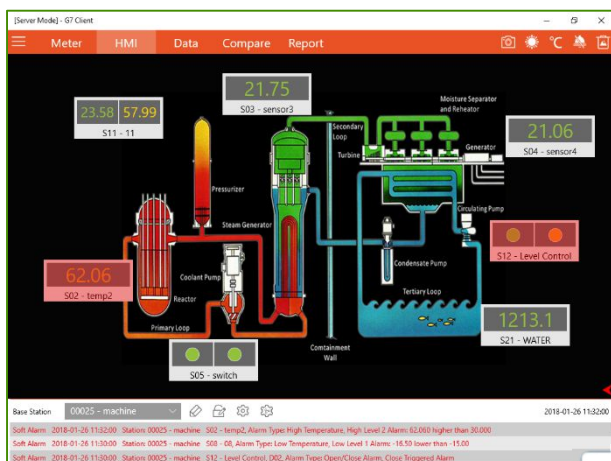 [Server Mode] - G7 Client
Meter HMI Data Compare Report
℃
21.75
S03 - sensor3
23.58 57.99
S11 - 11
Moisture Separator
and Reheator
Secondary
Loop
Turbine
Generator
21.06
S04 - sensor4
Pressurizer
Steam Generator
Circulating Pump
S12 - Level Control
Coolant Pump
Condensate Pump
62.06
S02 - temp2
Reactor
Tertiary Loop
Primary Loop
1213.1
S21 - WATER
Comtainment
Wall
S05 - switch
Base Station 00025 - machine 2018-01-26 11:32:00
Soft Alarm 2018-01-26 11:32:00 Station: 00025 - machine S02 - temp2, Alarm Type: High Temperature, High Level 2 Alarm: 62.060 higher than 30.000
Soft Alarm 2018-01-26 11:30:00 Station: 00025 - machine S08 - 08, Alarm Type: Low Temperature, Low Level 1 Alarm: -16.50 lower than -15.00
Soft Alarm 2018-01-26 11:30:00 Station: 00025 - machine S12 - Level Control, D02, Alarm Type: Open/Close Alarm, Close Triggered Alarm